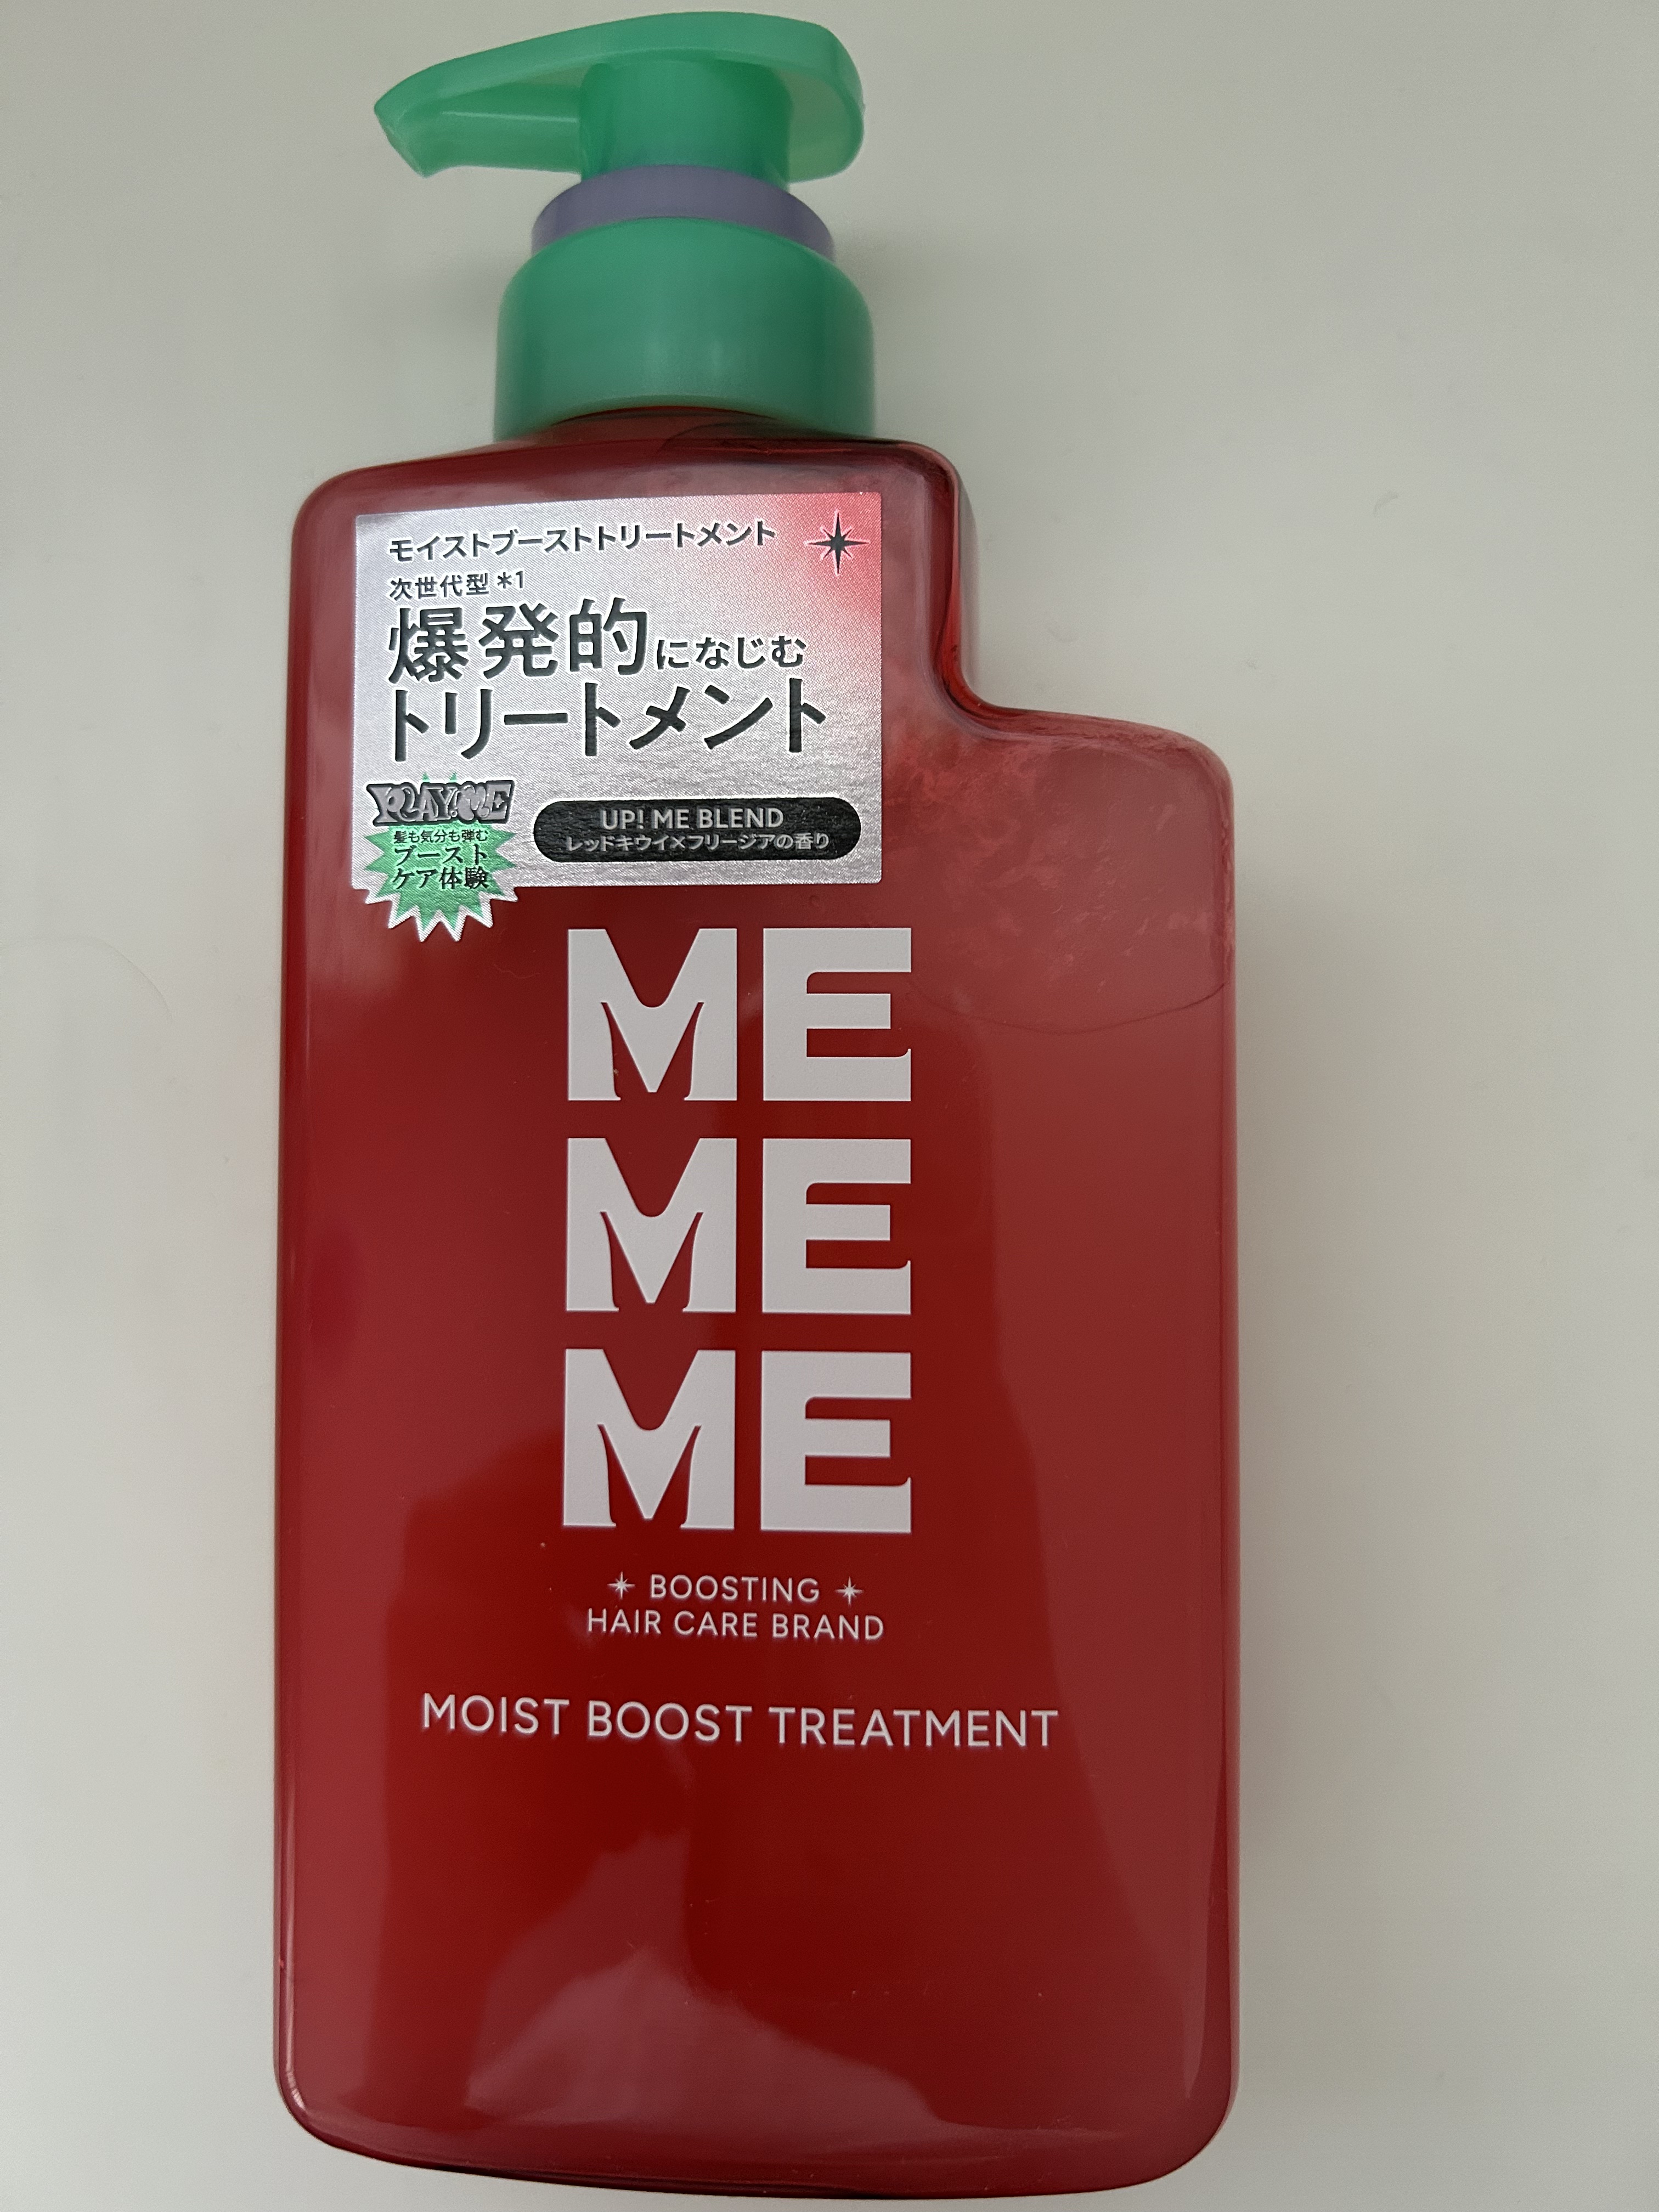 モイストブーストトリートメント
次世代型*1
爆発的になじむ
トリートメント
PLAY ME
髪も気分も弾む
ブースト
ケア体験
UP! ME BLEND
レッドキウイ×フリージアの香り
ME
ME
ME
BOOSTING
HAIR CARE BRAND
MOIST BOOST TREATMENT